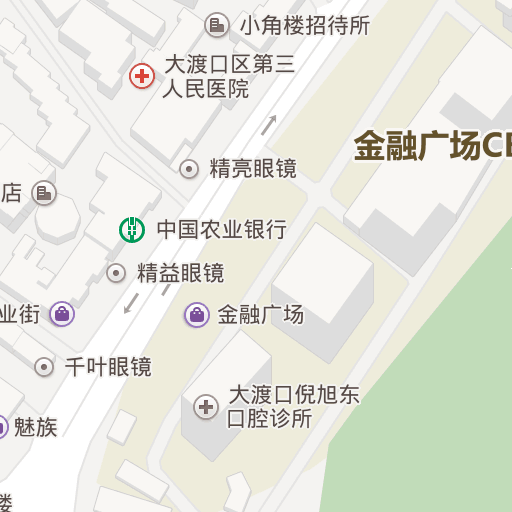 小角楼招待所
大渡口区第三
人民医院
金融广场CB
精亮眼镜
店
中国农业银行
精益眼镜
业街
金融广场
千叶眼镜
大渡口倪旭东
口腔诊所
魅族
楼